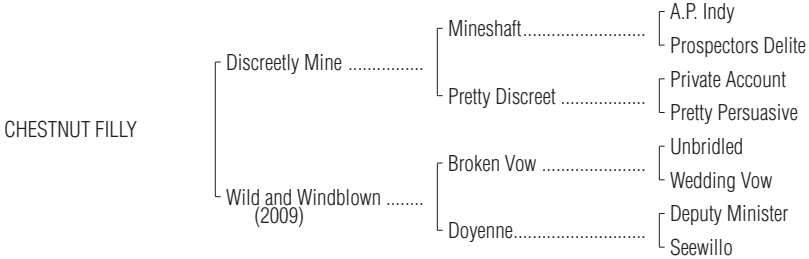 A.P. Indy
Mineshaft..........................
Prospectors Delite
Discreetly Mine ................
Private Account
Pretty Discreet ..................
Pretty Persuasive
CHESTNUT FILLY
Unbridled
Broken Vow ......................
Wedding Vow
Wild and Windblown ........
(2009)
Deputy Minister
Doyenne............................
Seewillo